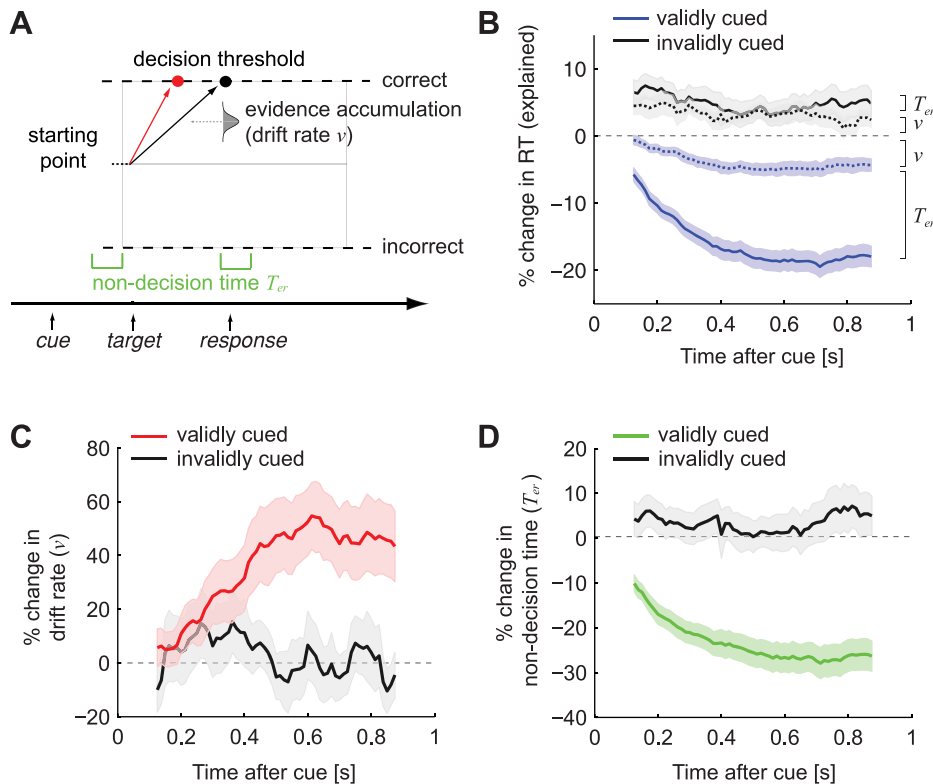 A
decision threshold
correct
evidence accumulation
(drift rate v)
starting
point
incorrect
non-decision time Ter
cue
target
response
B
validly cued
invalidly cued
% change in RT (explained)
10
0
−10
−20
Ter
v
v
Ter
0
0.2
0.4
0.6
0.8
1
Time after cue [s]
C
validly cued
invalidly cued
% change in
drift rate (v)
80
60
40
20
0
−20
0
0.2
0.4
0.6
0.8
1
Time after cue [s]
D
validly cued
invalidly cued
% change in
non-decision time (Ter)
20
10
0
−10
−20
−30
−40
0
0.2
0.4
0.6
0.8
1
Time after cue [s]